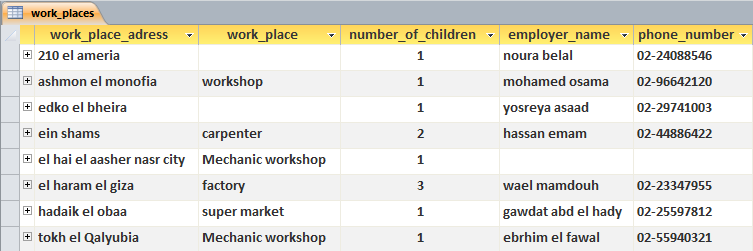 work_places
work_place_adress work_place number_of_children employer_name phone_number
210 el ameria 1 noura belal 02-24088546
ashmon el monofia workshop 1 mohamed osama 02-96642120
edko el bheira 1 yosreya asaad 02-29741003
ein shams carpenter 2 hassan emam 02-44886422
el hai el aasher nasr city Mechanic workshop 1
el haram el giza factory 3 wael mamdouh 02-23347955
hadaik el obaa super market 1 gawdat abd el hady 02-25597812
tokh el Qalyubia Mechanic workshop 1 ebrhim el fawal 02-55940321